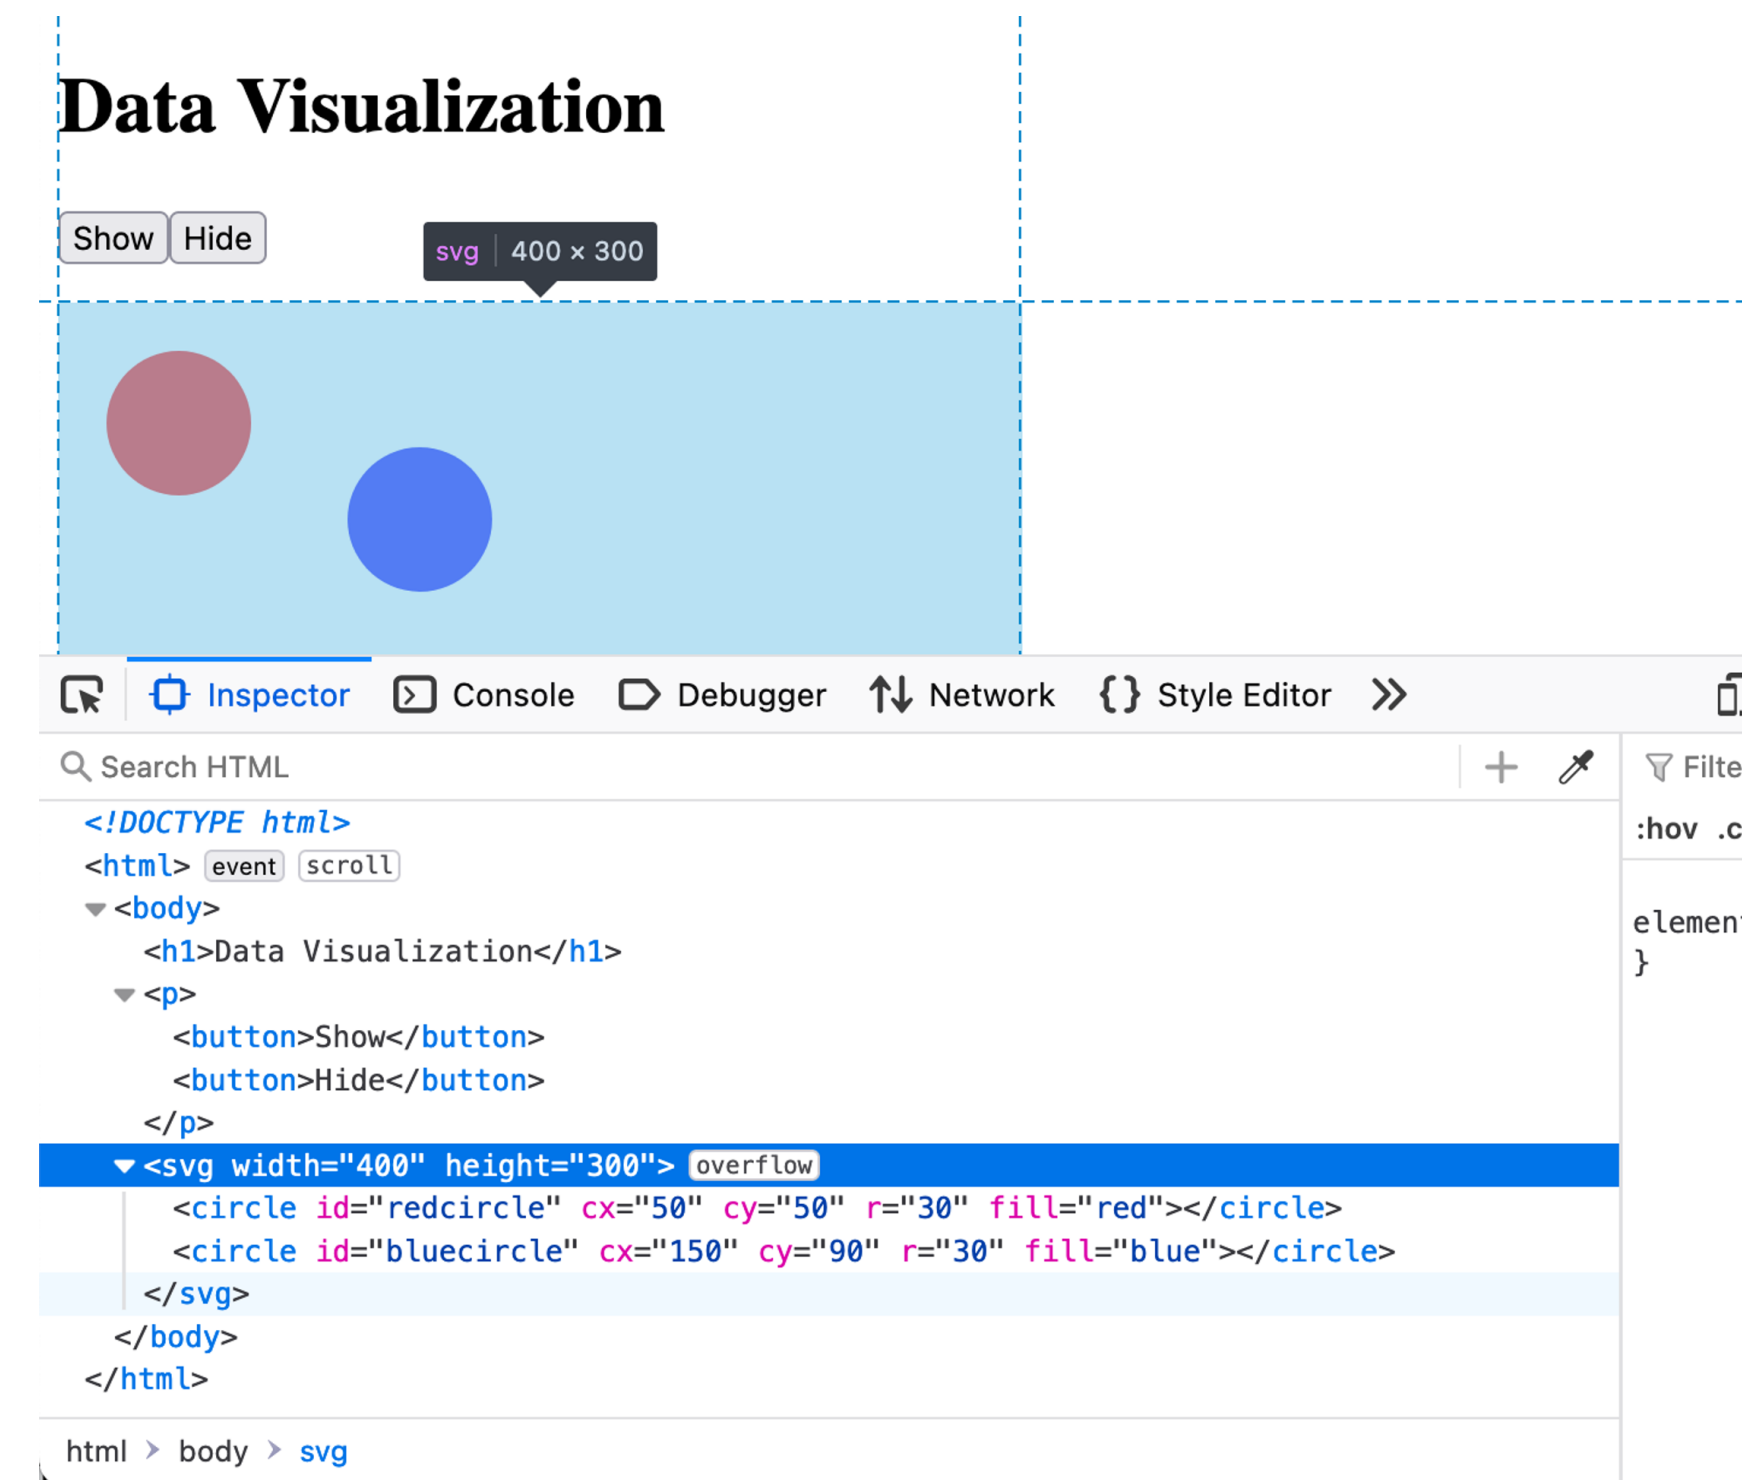 Data Visualization
Show Hide
svg 400 × 300
Inspector Console Debugger Network Style Editor
Search HTML
Filte
:hov .c
<!DOCTYPE html>
<html> event scroll
<body>
<h1>Data Visualization</h1>
<p>
<button>Show</button>
<button>Hide</button>
</p>
<svg width="400" height="300"> overflow
<circle id="redcircle" cx="50" cy="50" r="30" fill="red"></circle>
<circle id="bluecircle" cx="150" cy="90" r="30" fill="blue"></circle>
</svg>
</body>
</html>
elemen
}
html > body > svg